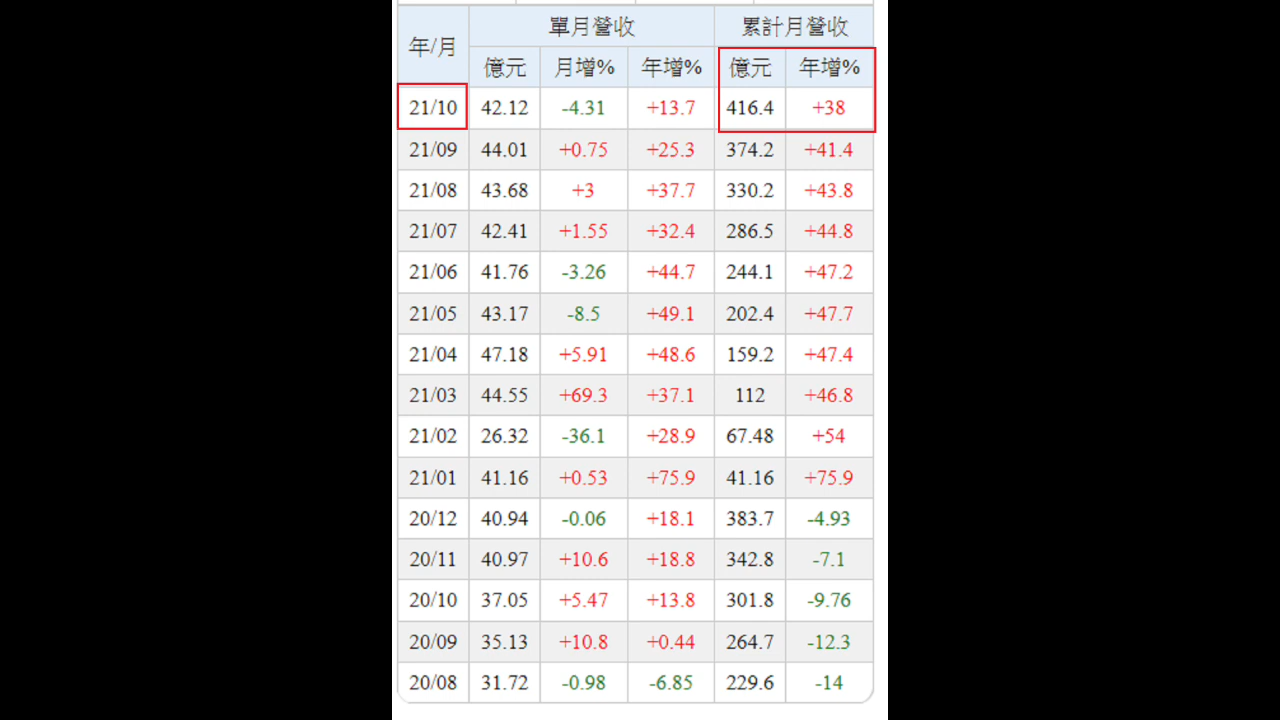 年/月 單月營收 累計月營收
億元 月增% 年增% 億元 年增%
21/10 42.12 -4.31 +13.7 416.4 +38
21/09 44.01 +0.75 +25.3 374.2 +41.4
21/08 43.68 +3 +37.7 330.2 +43.8
21/07 42.41 +1.55 +32.4 286.5 +44.8
21/06 41.76 -3.26 +44.7 244.1 +47.2
21/05 43.17 -8.5 +49.1 202.4 +47.7
21/04 47.18 +5.91 +48.6 159.2 +47.4
21/03 44.55 +69.3 +37.1 112 +46.8
21/02 26.32 -36.1 +28.9 67.48 +54
21/01 41.16 +0.53 +75.9 41.16 +75.9
20/12 40.94 -0.06 +18.1 383.7 -4.93
20/11 40.97 +10.6 +18.8 342.8 -7.1
20/10 37.05 +5.47 +13.8 301.8 -9.76
20/09 35.13 +10.8 +0.44 264.7 -12.3
20/08 31.72 -0.98 -6.85 229.6 -14